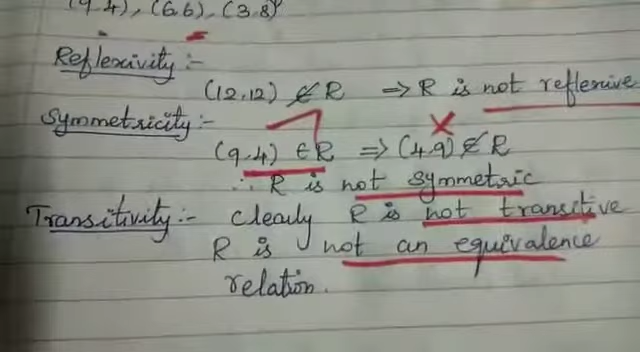 (9,4), (6,6), (3,8)
Reflexivity :-
(12,12) ∉ R ⇒ R is not reflexive
Symmetricity :-
(9,4) ∈ R ⇒ (4,9) ∉ R
∴ R is not symmetric
Transitivity :- clearly R is not transitive
R is not an equivalence
relation.